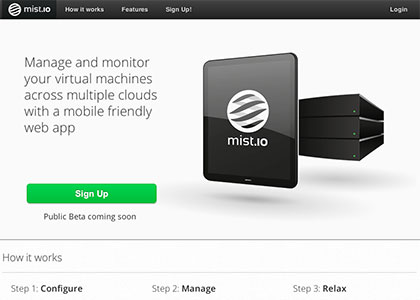 mist.io How it works Features Sign Up! Login
Manage and monitor
your virtual machines
across multiple clouds
with a mobile friendly
web app
mist.io
Sign Up
Public Beta coming soon
How it works
Step 1: Configure Step 2: Manage Step 3: Relax